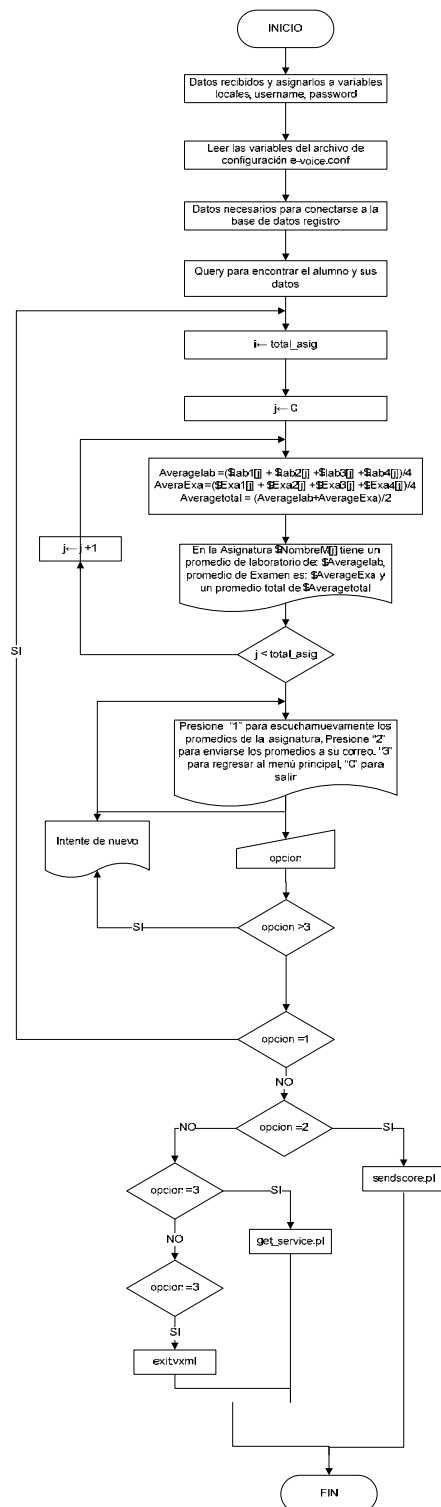 INICIO
Datos recibidos y asignarlos a variables
locales, username, password
Leer las variables del archivo de
configuración e-voice.conf
Datos necesarios para conectarse a la
base de datos registro
Query para encontrar el alumno y sus
datos
i← total_asig
j← 0
Averagelab =($lab1[j] + $lab2[j] +$lab3[j] +$lab4[j])/4
AveraExa=($Exa1[j] + $Exa2[j] +$Exa3[j] +$Exa4[j])/4
Averagetotal = (Averagelab+AverageExa)/2
j← j +1
En la Asignatura $NombreM[j] tiene un
promedio de laboratorio de: $Averagelab,
promedio de Examen es: $AverageExa y
un promedio total de $Averagetotal
SI
j < total_asig
Presione "1" para escucharnuevamente los
promedios de la asignatura, Presione "2"
para enviarse los promedios a su correo. "3"
para regresar al menú principal, "0" para
salir
Intente de nuevo
opcion:
SI
opcion >3
opcion =1
NO
NO
opcion =2
SI
sendscore.pl
opcion =3
SI
get_service.pl
NO
opcion =3
SI
exit.vxml
FIN